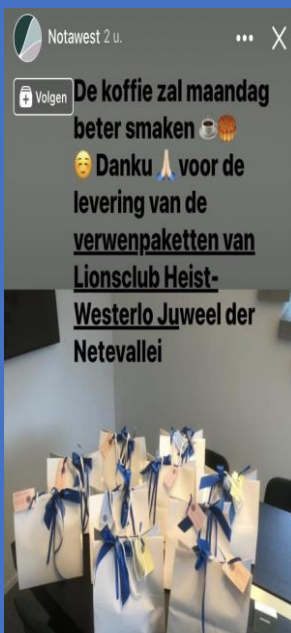 Notawest 2 u.
Volgen
De koffie zal maandag
beter smaken ☕🥮
☺️ Danku 🙏🏻 voor de
levering van de
verwenpaketten van
Lionsclub Heist-
Westerlo Juweel der
Netevallei